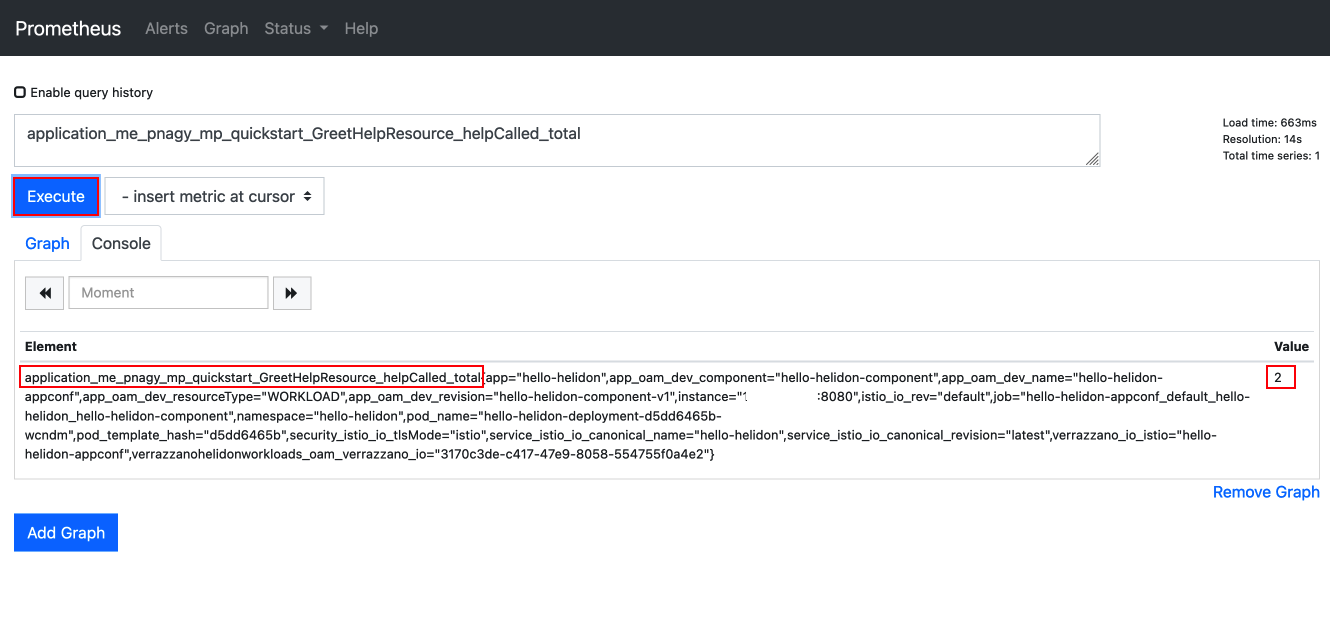 Prometheus Alerts Graph Status Help
Enable query history
application_me_pnagy_mp_quickstart_GreetHelpResource_helpCalled_total
Load time: 663ms
Resolution: 14s
Total time series: 1
Execute - insert metric at cursor
Graph Console
Moment
Element Value
application_me_pnagy_mp_quickstart_GreetHelpResource_helpCalled_total{app="hello-helidon",app_oam_dev_component="hello-helidon-component",app_oam_dev_name="hello-helidon- 2
appconf",app_oam_dev_resourceType="WORKLOAD",app_oam_dev_revision="hello-helidon-component-v1",instance=" :8080",istio_io_rev="default",job="hello-helidon-appconf_default_hello-
helidon_hello-helidon-component",namespace="hello-helidon",pod_name="hello-helidon-deployment-d5dd6465b-
wcndm",pod_template_hash="d5dd6465b",security_istio_io_tlsMode="istio",service_istio_io_canonical_name="hello-helidon",service_istio_io_canonical_revision="latest",verrazzano_io_istio="hello-
helidon-appconf",verrazzanohelidonworkloads_oam_verrazzano_io="3170c3de-c417-47e9-8058-554755f0a4e2"}
Remove Graph
Add Graph